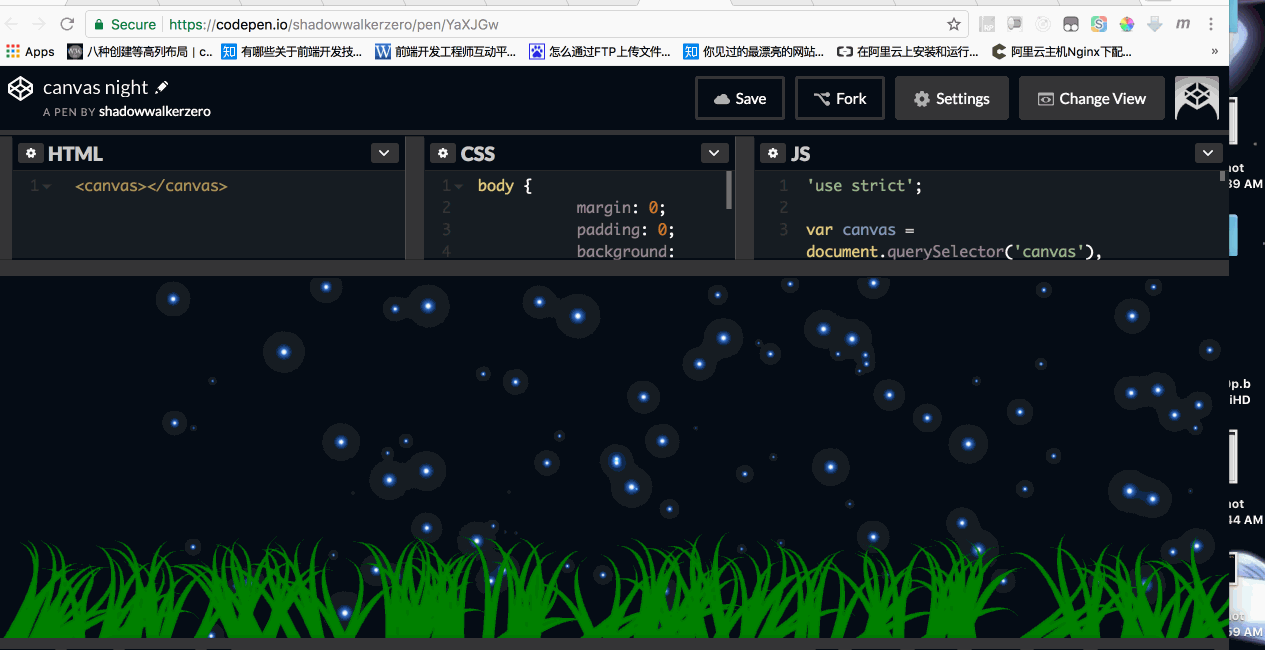 Secure https://codepen.io/shadowwalkerzero/pen/YaXJGw
Apps 八种创建等高列布局 | c... 知 有哪些关于前端开发技... W 前端开发工程师互动平... 怎么通过FTP上传文件... 知 你见过的最漂亮的网站... 在阿里云上安装和运行... 阿里云主机Nginx下配... »
canvas night
A PEN BY shadowwalkerzero
Save Fork Settings Change View
HTML CSS JS
1 <canvas></canvas>
1 body {
2 margin: 0;
3 padding: 0;
4 background:
1 'use strict';
2
3 var canvas =
document.querySelector('canvas'),
not
39 AM
0p.b
iHD
not
44 AM
not
59 AM